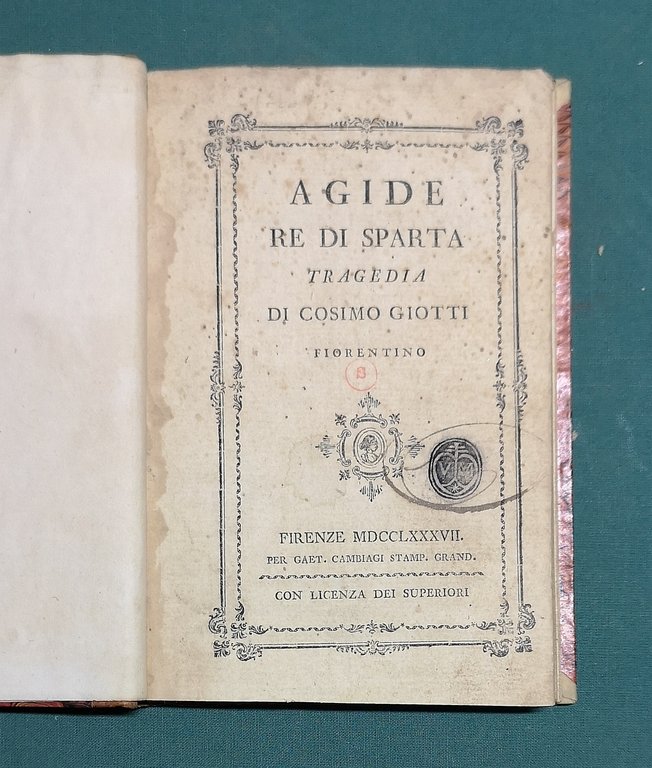 AGIDE
RE DI SPARTA
TRAGEDIA
DI COSIMO GIOTTI
FIORENTINO
FIRENZE MDCCLXXXVII.
PER GAET. CAMBIAGI STAMP. GRAND.
CON LICENZA DEI SUPERIORI